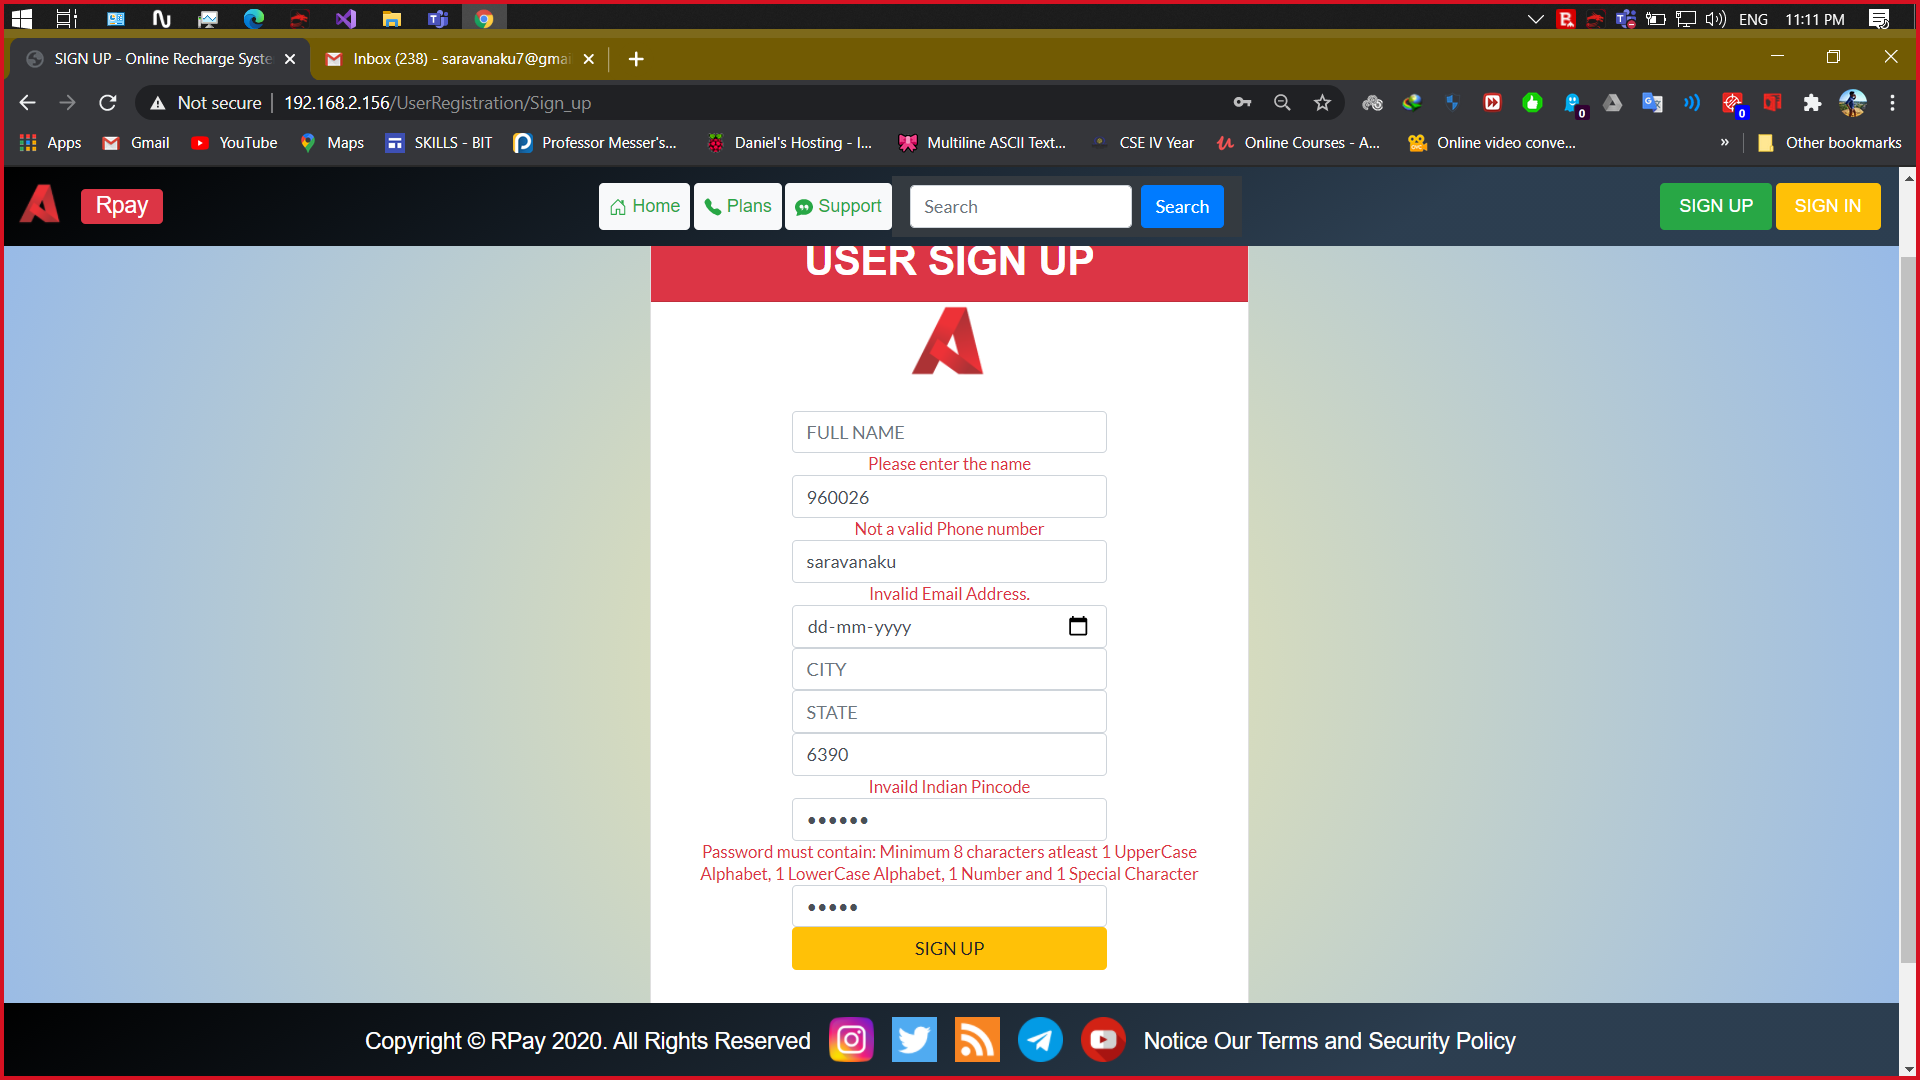 ENG 11:11 PM
SIGN UP - Online Recharge Syste
Inbox (238) - saravanaku7@gmai
Not secure 192.168.2.156/UserRegistration/Sign_up
0
0
Apps Gmail YouTube Maps SKILLS - BIT Professor Messer's... Daniel's Hosting - I... Multiline ASCII Text... CSE IV Year Online Courses - A... Online video conve... » Other bookmarks
Rpay Home Plans Support Search Search SIGN UP SIGN IN
USER SIGN UP
FULL NAME
Please enter the name
960026
Not a valid Phone number
saravanaku
Invalid Email Address.
dd-mm-yyyy
CITY
STATE
6390
Invaild Indian Pincode
••••••
Password must contain: Minimum 8 characters atleast 1 UpperCase
Alphabet, 1 LowerCase Alphabet, 1 Number and 1 Special Character
•••••
SIGN UP
Copyright © RPay 2020. All Rights Reserved Notice Our Terms and Security Policy